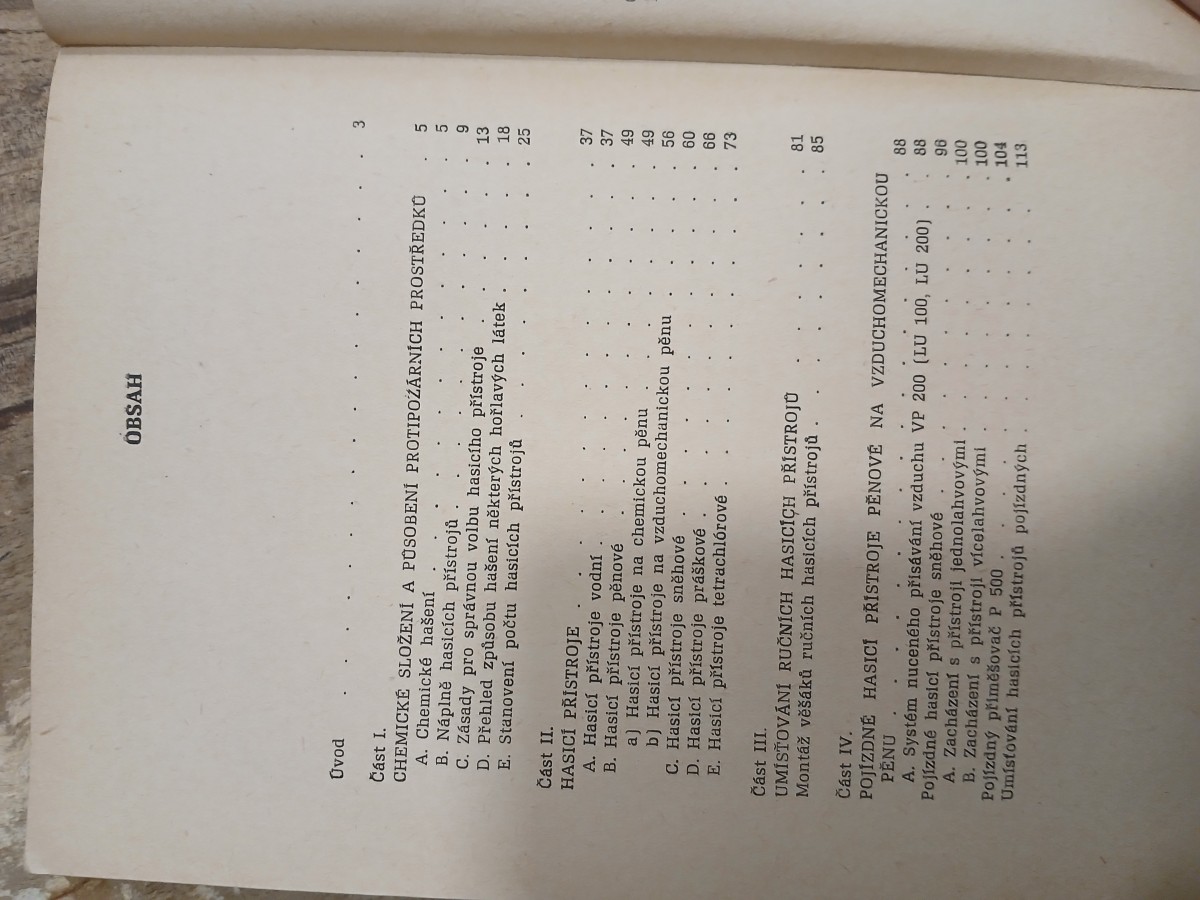 OBSAH
Úvod . . . . . . . . . . . 3
Část I.
CHEMICKÉ SLOŽENÍ A PŮSOBENÍ PROTIPOŽÁRNÍCH PROSTŘEDKŮ 5
A. Chemické hašení . . . . . . . . . . 5
B. Náplně hasicích přístrojů . . . . . . . . . 9
C. Zásady pro správnou volbu hasicího přístroje . . . . . 13
D. Přehled způsobu hašení některých hořlavých látek . . . . 18
E. Stanovení počtu hasicích přístrojů . . . . . . . 25
Část II.
HASICÍ PŘÍSTROJE . . . . . . . . . . 37
A. Hasicí přístroje vodní . . . . . . . . . 37
B. Hasicí přístroje pěnové . . . . . . . . . 49
a) Hasicí přístroje na chemickou pěnu . . . . . . 49
b) Hasicí přístroje na vzduchomechanickou pěnu . . . . 56
C. Hasicí přístroje sněhové . . . . . . . . . 60
D. Hasicí přístroje práškové . . . . . . . . . 66
E. Hasicí přístroje tetrachlórové . . . . . . . . 73
Část III.
UMÍSŤOVÁNÍ RUČNÍCH HASICÍCH PŘÍSTROJŮ . . . . . 81
Montáž věšáků ručních hasicích přístrojů . . . . . . 85
Část IV.
POJÍZDNÉ HASICÍ PŘÍSTROJE PĚNOVÉ NA VZDUCHOMECHANICKOU
PĚNU . . . . . . . . . . . . 88
A. Systém nuceného přisávání vzduchu VP 200 (LU 100, LU 200) . 88
Pojízdné hasicí přístroje sněhové . . . . . . . . 96
A. Zacházení s přístroji jednolahvovými . . . . . . 100
B. Zacházení s přístroji vícelahvovými . . . . . . 100
Pojízdný přiměšovač P 500 . . . . . . . . . 104
Umísťování hasicích přístrojů pojízdných . . . . . . 113